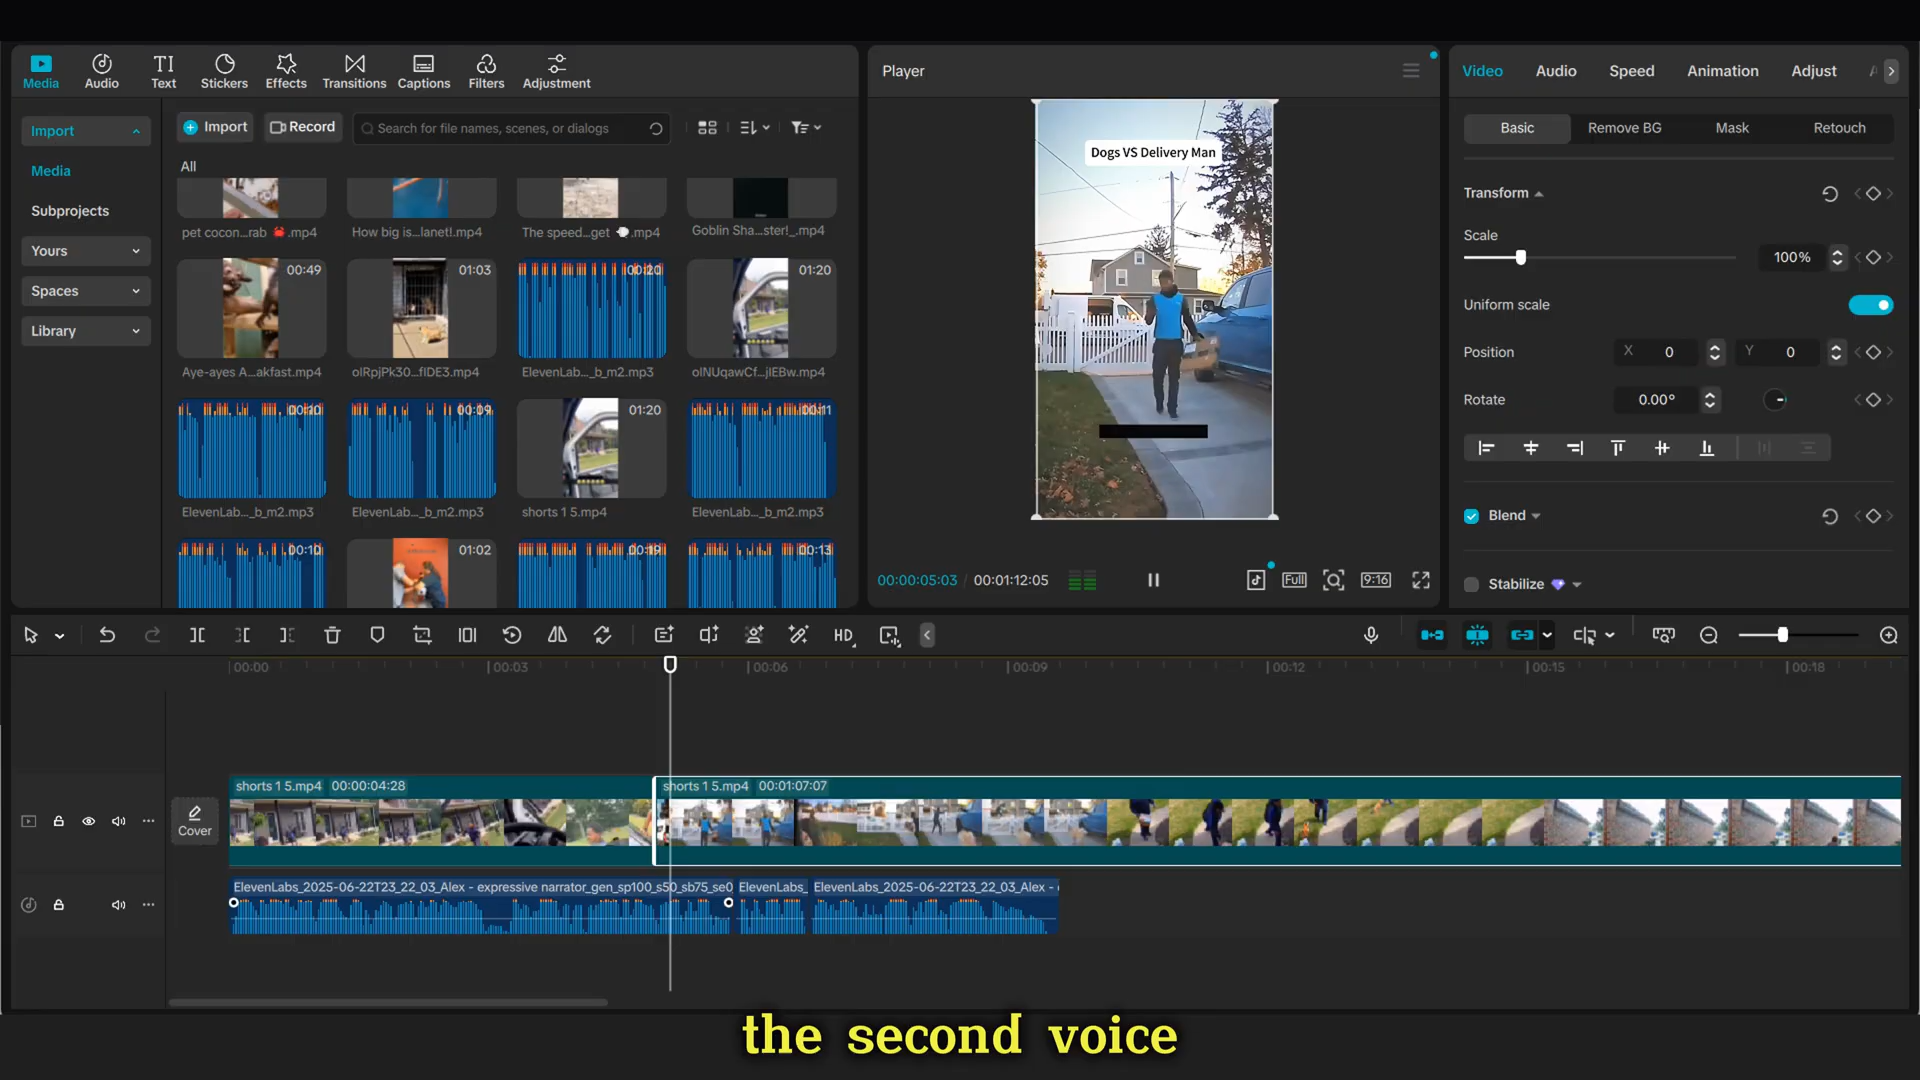 Media
Audio
Text
Stickers
Effects
Transitions
Captions
Filters
Adjustment
Import
Media
Subprojects
Yours
Spaces
Library
Import
Record
Search for file names, scenes, or dialogs
All
pet cocon...rab 🦀.mp4
How big is...lanet!.mp4
The speed...get
.mp4
Goblin Sha...ster!_.mp4
00:49
01:03
00:20
01:20
Aye-ayes A...akfast.mp4
ElevenLab..._b_m2.mp3
00:10
00:09
01:20
00:11
ElevenLab..._b_m2.mp3
ElevenLab..._b_m2.mp3
shorts 1 5.mp4
ElevenLab..._b_m2.mp3
00:10
01:02
00:19
00:13
Player
Dogs VS Delivery Man
00:00:05:03 / 00:01:12:05
Full
9:16
Video
Audio
Speed
Animation
Adjust
Basic
Remove BG
Mask
Retouch
Transform
Scale
100%
Uniform scale
Position
X 0
Y 0
Rotate
0.00°
Blend
Stabilize
HD
00:00
00:03
00:06
00:09
00:12
00:15
00:18
Cover
shorts 1 5.mp4 00:00:04:28
shorts 1 5.mp4 00:01:07:07
ElevenLabs_2025-06-22T23_22_03_Alex - expressive narrator_gen_sp100_s50_sb75_se0
ElevenLabs_
ElevenLabs_2025-06-22T23_22_03_Alex -
the second voice